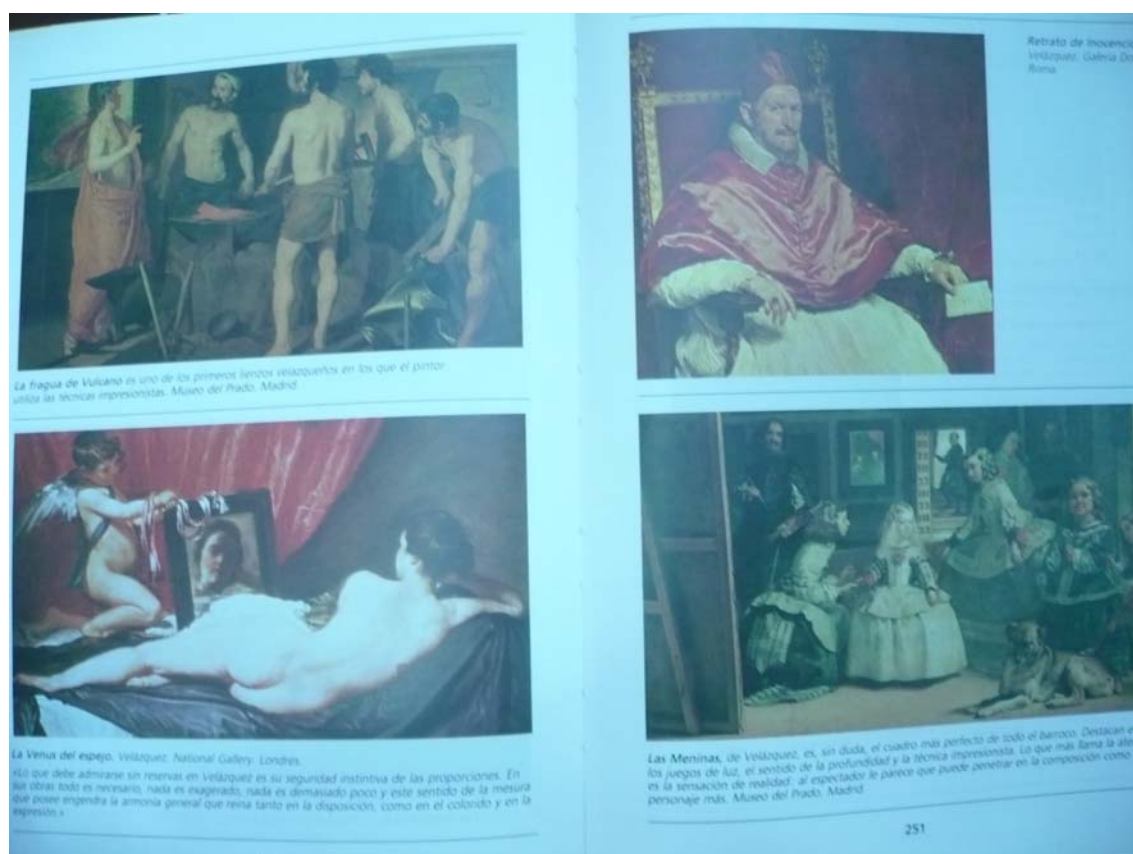 La fragua de Vulcano es uno de los primeros lienzos velazqueños en los que el pintor
utiliza las técnicas impresionistas. Museo del Prado. Madrid.
La Venus del espejo. Velázquez. National Gallery. Londres.
«Lo que debe admirarse sin reservas en Velázquez es su seguridad instintiva de las proporciones. En
sus obras todo es necesario, nada es exagerado, nada es demasiado poco y este sentido de la mesura
que posee engendra la armonía general que reina tanto en la disposición, como en el colorido y en la
expresión.»
Retrato de Inocencio
Velázquez. Galería Do
Roma.
Las Meninas, de Velázquez, es, sin duda, el cuadro más perfecto de todo el barroco. Destacan e
los juegos de luz, el sentido de la profundidad y la técnica impresionista. Lo que más llama la aten
es la sensación de realidad: al espectador le parece que puede penetrar en la composición como
personaje más. Museo del Prado. Madrid.
251